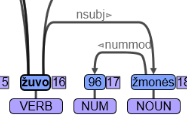 nsubj>
<nummod
5 žuvo 16 96 17 žmonės 18
VERB NUM NOUN